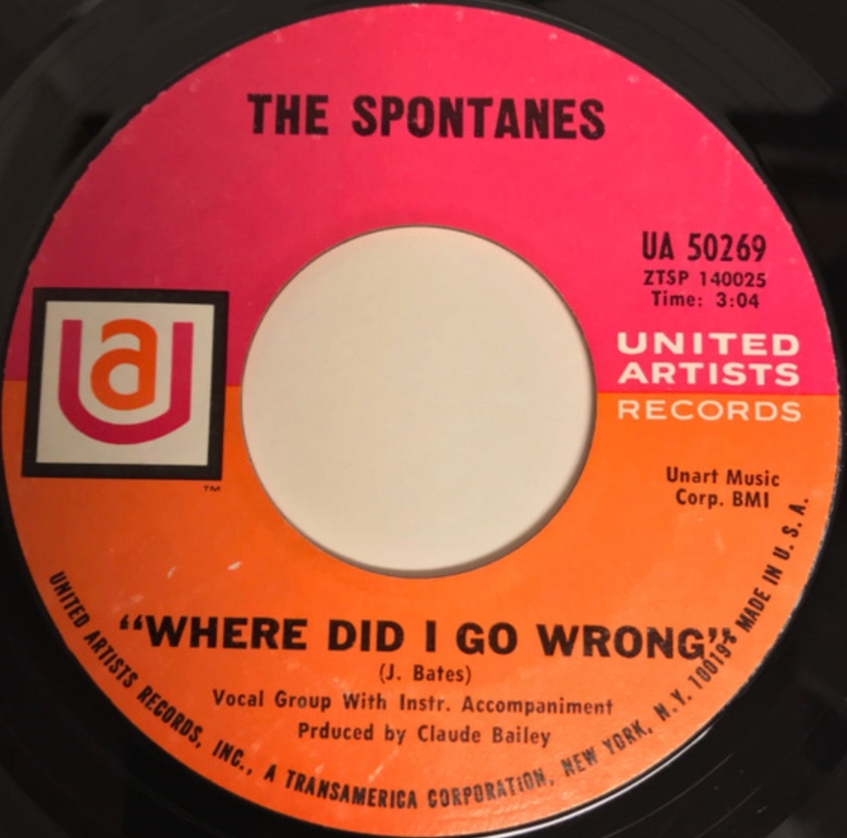 THE SPONTANES
UA 50269
ZTSP 140025
Time: 3:04
UNITED
ARTISTS
RECORDS
ua
TM
Unart Music
Corp. BMI
"WHERE DID I GO WRONG"
(J. Bates)
Vocal Group With Instr. Accompaniment
Prduced by Claude Bailey
UNITED ARTISTS RECORDS, INC., A TRANSAMERICA CORPORATION, NEW YORK, N.Y. 10019 • MADE IN U.S.A.